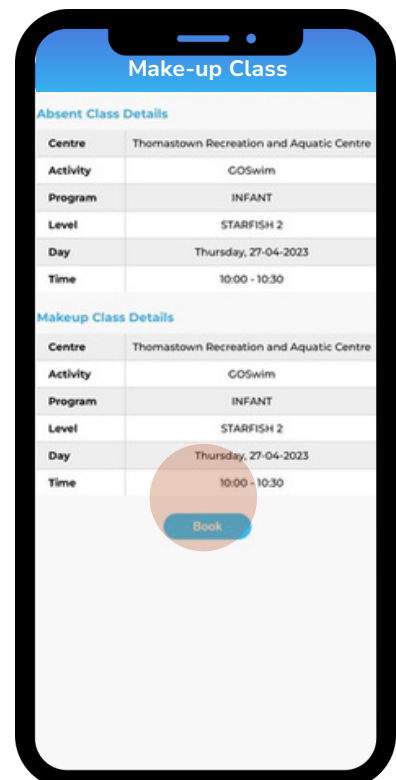 Make-up Class
Absent Class Details
Centre Thomastown Recreation and Aquatic Centre
Activity GOSwim
Program INFANT
Level STARFISH 2
Day Thursday, 27-04-2023
Time 10:00 - 10:30
Makeup Class Details
Centre Thomastown Recreation and Aquatic Centre
Activity GOSwim
Program INFANT
Level STARFISH 2
Day Thursday, 27-04-2023
Time 10:00 - 10:30
Book